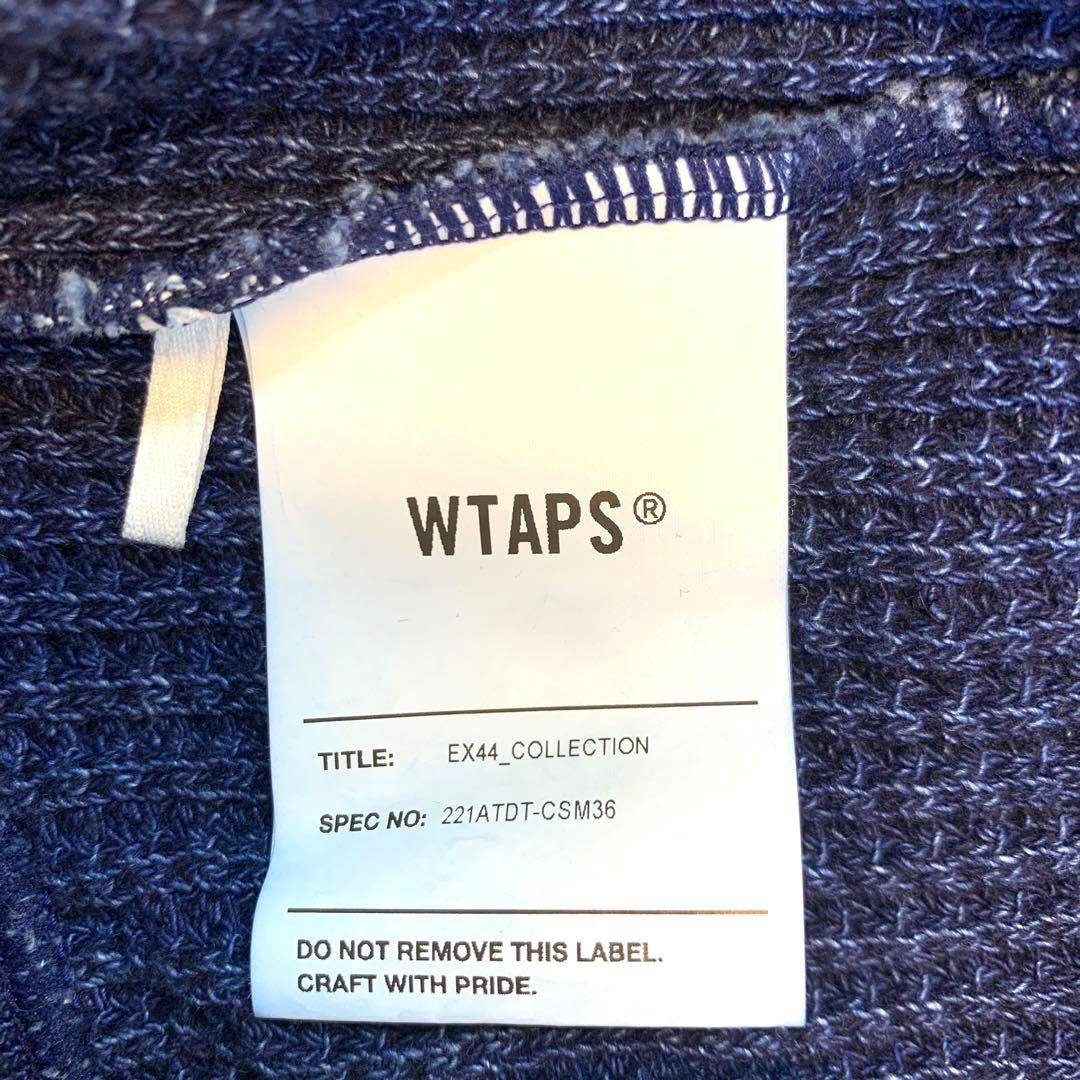 WTAPS®
TITLE: EX44_COLLECTION
SPEC NO: 221ATDT-CSM36
DO NOT REMOVE THIS LABEL.
CRAFT WITH PRIDE.